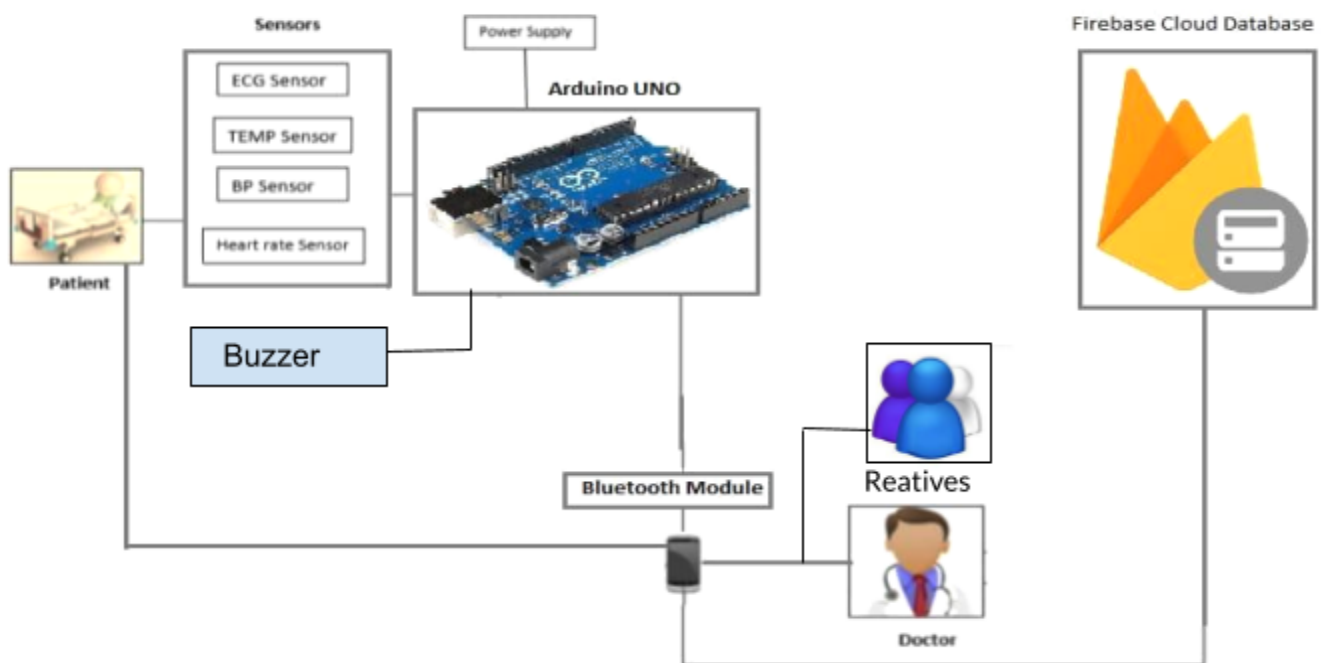 Sensors
Power Supply
Firebase Cloud Database
ECG Sensor
Arduino UNO
TEMP Sensor
BP Sensor
Heart rate Sensor
Patient
Buzzer
Reatives
Bluetooth Module
Doctor